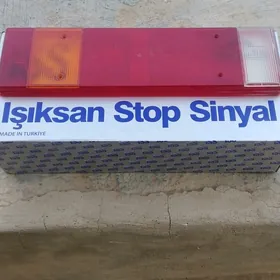 Işıksan Stop Sinyal
MADE IN TURKIYE